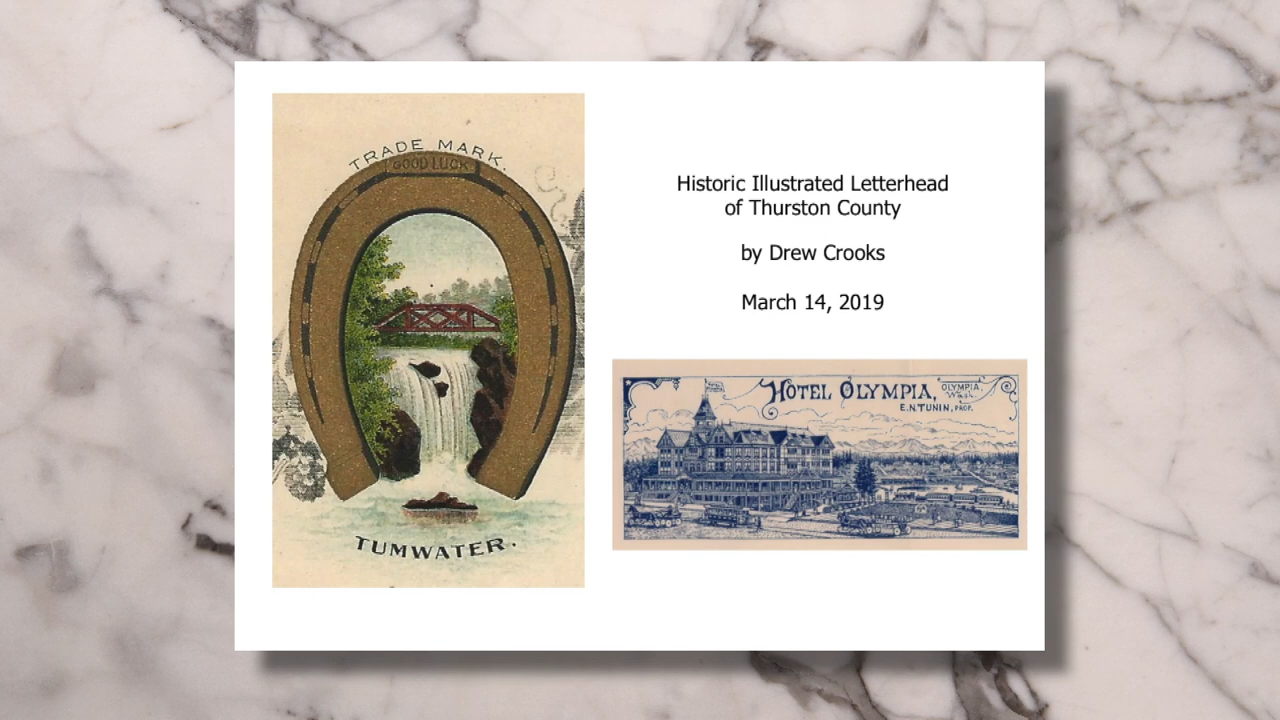 TRADE MARK.
GOOD LUCK
TUMWATER.
Historic Illustrated Letterhead
of Thurston County
by Drew Crooks
March 14, 2019
HOTEL OLYMPIA,
OLYMPIA,
Wash.
E.N.TUNIN, PROP.